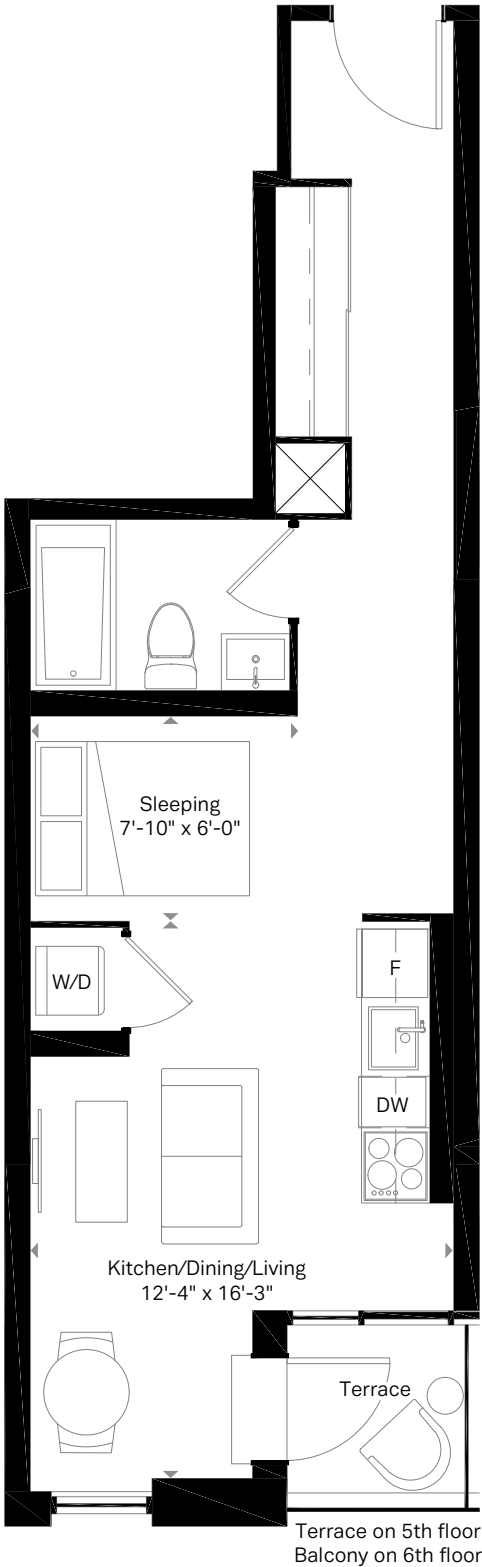 Sleeping
7'-10" x 6'-0"
W/D
F
DW
Kitchen/Dining/Living
12'-4" x 16'-3"
Terrace
Terrace on 5th floor
Balcony on 6th floor